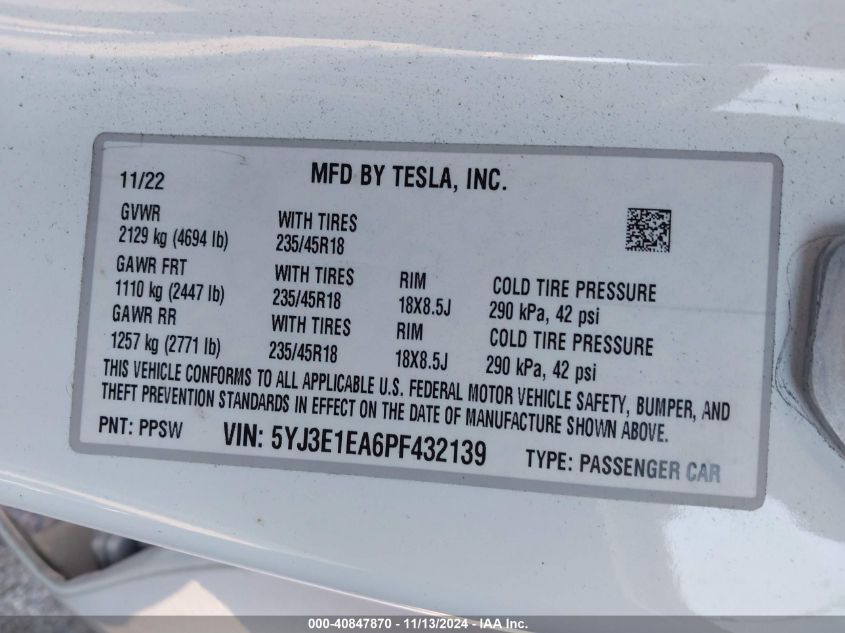 11/22
MFD BY TESLA, INC.
GVWR
2129 kg (4694 lb)
WITH TIRES
235/45R18
GAWR FRT
1110 kg (2447 lb)
WITH TIRES
235/45R18
RIM
18X8.5J
COLD TIRE PRESSURE
290 kPa, 42 psi
GAWR RR
1257 kg (2771 lb)
WITH TIRES
235/45R18
RIM
18X8.5J
COLD TIRE PRESSURE
290 kPa, 42 psi
THIS VEHICLE CONFORMS TO ALL APPLICABLE U.S. FEDERAL MOTOR VEHICLE SAFETY, BUMPER, AND
THEFT PREVENTION STANDARDS IN EFFECT ON THE DATE OF MANUFACTURE SHOWN ABOVE.
PNT: PPSW
VIN: 5YJ3E1EA6PF432139
TYPE: PASSENGER CAR
000-40847870 - 11/13/2024 - IAA Inc.